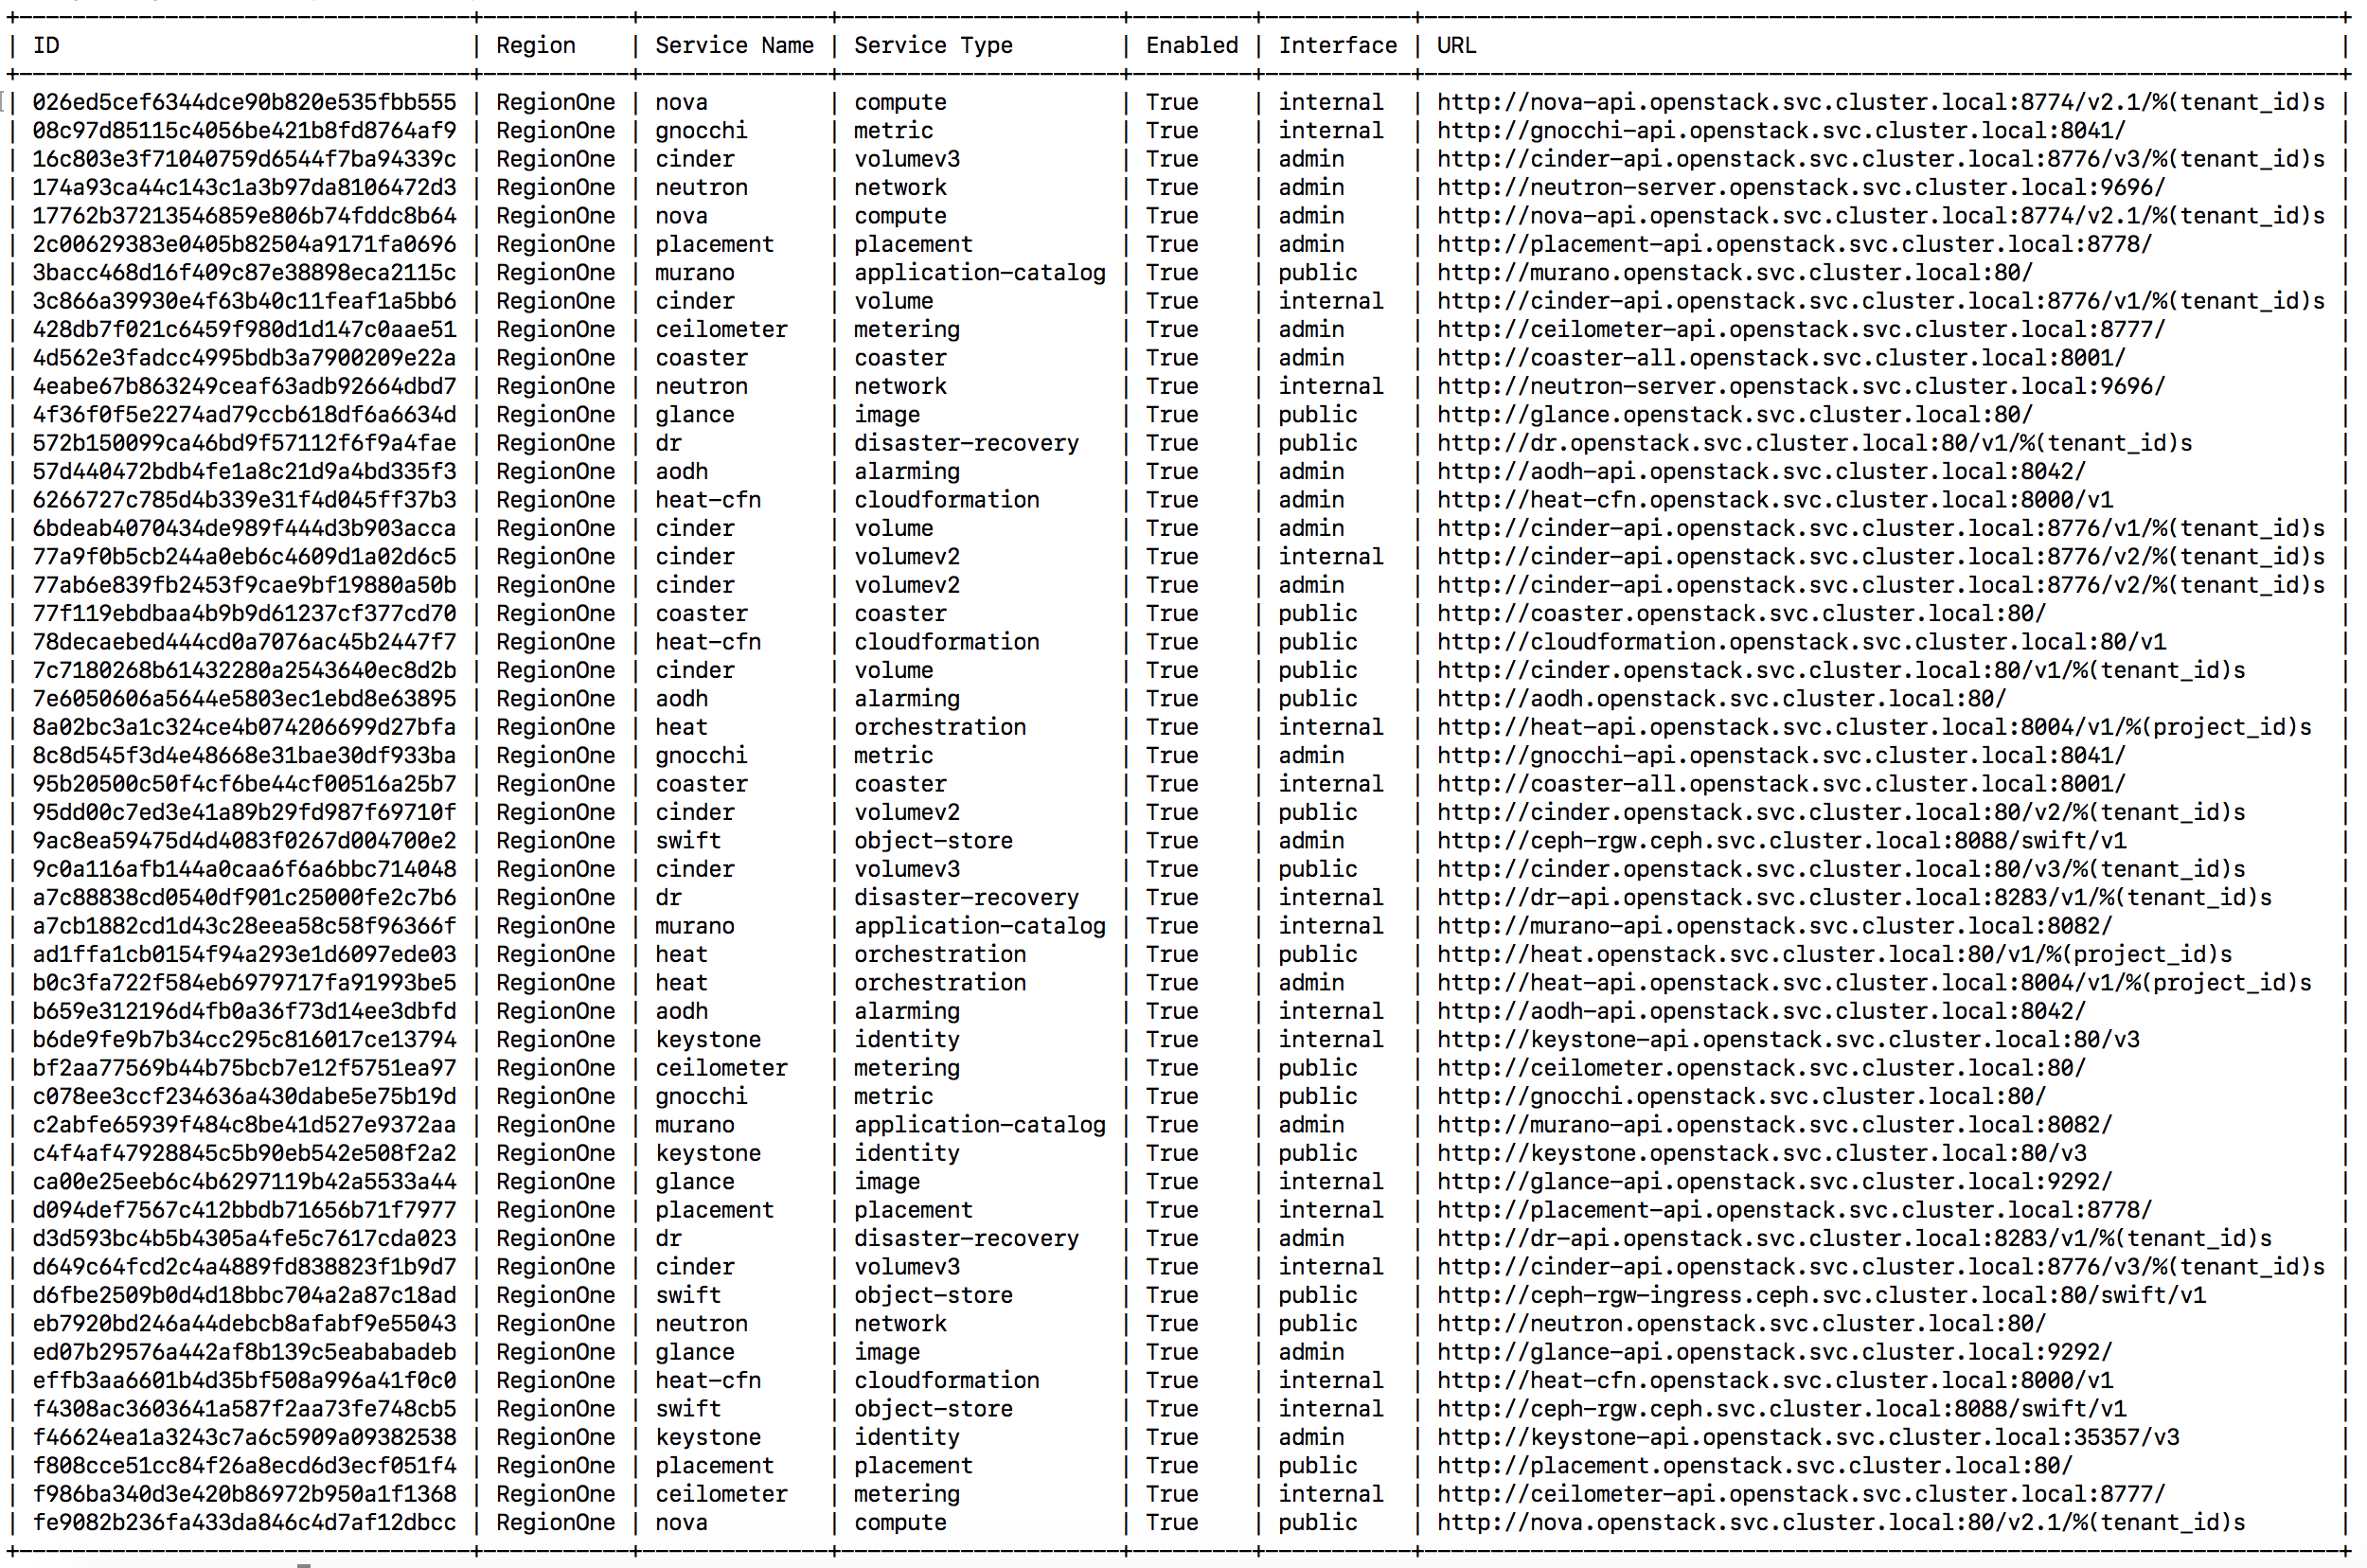 +----------------------------------+-----------+--------------+---------------------+---------+-----------+----------------------------------------------------------------------+
| ID | Region | Service Name | Service Type | Enabled | Interface | URL |
+----------------------------------+-----------+--------------+---------------------+---------+-----------+----------------------------------------------------------------------+
| 026ed5cef6344dce90b820e535fbb555 | RegionOne | nova | compute | True | internal | http://nova-api.openstack.svc.cluster.local:8774/v2.1/%(tenant_id)s |
| 08c97d85115c4056be421b8fd8764af9 | RegionOne | gnocchi | metric | True | internal | http://gnocchi-api.openstack.svc.cluster.local:8041/ |
| 16c803e3f71040759d6544f7ba94339c | RegionOne | cinder | volumev3 | True | admin | http://cinder-api.openstack.svc.cluster.local:8776/v3/%(tenant_id)s |
| 174a93ca44c143c1a3b97da8106472d3 | RegionOne | neutron | network | True | admin | http://neutron-server.openstack.svc.cluster.local:9696/ |
| 17762b37213546859e806b74fddc8b64 | RegionOne | nova | compute | True | admin | http://nova-api.openstack.svc.cluster.local:8774/v2.1/%(tenant_id)s |
| 2c00629383e0405b82504a9171fa0696 | RegionOne | placement | placement | True | admin | http://placement-api.openstack.svc.cluster.local:8778/ |
| 3bacc468d16f409c87e38898eca2115c | RegionOne | murano | application-catalog | True | public | http://murano.openstack.svc.cluster.local:80/ |
| 3c866a39930e4f63b40c11feaf1a5bb6 | RegionOne | cinder | volume | True | internal | http://cinder-api.openstack.svc.cluster.local:8776/v1/%(tenant_id)s |
| 428db7f021c6459f980d1d147c0aae51 | RegionOne | ceilometer | metering | True | admin | http://ceilometer-api.openstack.svc.cluster.local:8777/ |
| 4d562e3fadcc4995bdb3a7900209e22a | RegionOne | coaster | coaster | True | admin | http://coaster-all.openstack.svc.cluster.local:8001/ |
| 4eabe67b863249ceaf63adb92664dbd7 | RegionOne | neutron | network | True | internal | http://neutron-server.openstack.svc.cluster.local:9696/ |
| 4f36f0f5e2274ad79ccb618df6a6634d | RegionOne | glance | image | True | public | http://glance.openstack.svc.cluster.local:80/ |
| 572b150099ca46bd9f57112f6f9a4fae | RegionOne | dr | disaster-recovery | True | public | http://dr.openstack.svc.cluster.local:80/v1/%(tenant_id)s |
| 57d440472bdb4fe1a8c21d9a4bd335f3 | RegionOne | aodh | alarming | True | admin | http://aodh-api.openstack.svc.cluster.local:8042/ |
| 6266727c785d4b339e31f4d045ff37b3 | RegionOne | heat-cfn | cloudformation | True | admin | http://heat-cfn.openstack.svc.cluster.local:8000/v1 |
| 6bdeab4070434de989f444d3b903acca | RegionOne | cinder | volume | True | admin | http://cinder-api.openstack.svc.cluster.local:8776/v1/%(tenant_id)s |
| 77a9f0b5cb244a0eb6c4609d1a02d6c5 | RegionOne | cinder | volumev2 | True | internal | http://cinder-api.openstack.svc.cluster.local:8776/v2/%(tenant_id)s |
| 77ab6e839fb2453f9cae9bf19880a50b | RegionOne | cinder | volumev2 | True | admin | http://cinder-api.openstack.svc.cluster.local:8776/v2/%(tenant_id)s |
| 77f119ebdbaa4b9b9d61237cf377cd70 | RegionOne | coaster | coaster | True | public | http://coaster.openstack.svc.cluster.local:80/ |
| 78decaebed444cd0a7076ac45b2447f7 | RegionOne | heat-cfn | cloudformation | True | public | http://cloudformation.openstack.svc.cluster.local:80/v1 |
| 7c7180268b61432280a2543640ec8d2b | RegionOne | cinder | volume | True | public | http://cinder.openstack.svc.cluster.local:80/v1/%(tenant_id)s |
| 7e6050606a5644e5803ec1ebd8e63895 | RegionOne | aodh | alarming | True | public | http://aodh.openstack.svc.cluster.local:80/ |
| 8a02bc3a1c324ce4b074206699d27bfa | RegionOne | heat | orchestration | True | internal | http://heat-api.openstack.svc.cluster.local:8004/v1/%(project_id)s |
| 8c8d545f3d4e48668e31bae30df933ba | RegionOne | gnocchi | metric | True | admin | http://gnocchi-api.openstack.svc.cluster.local:8041/ |
| 95b20500c50f4cf6be44cf00516a25b7 | RegionOne | coaster | coaster | True | internal | http://coaster-all.openstack.svc.cluster.local:8001/ |
| 95dd00c7ed3e41a89b29fd987f69710f | RegionOne | cinder | volumev2 | True | public | http://cinder.openstack.svc.cluster.local:80/v2/%(tenant_id)s |
| 9ac8ea59475d4d4083f0267d004700e2 | RegionOne | swift | object-store | True | admin | http://ceph-rgw.ceph.svc.cluster.local:8088/swift/v1 |
| 9c0a116afb144a0caa6f6a6bbc714048 | RegionOne | cinder | volumev3 | True | public | http://cinder.openstack.svc.cluster.local:80/v3/%(tenant_id)s |
| a7c88838cd0540df901c25000fe2c7b6 | RegionOne | dr | disaster-recovery | True | internal | http://dr-api.openstack.svc.cluster.local:8283/v1/%(tenant_id)s |
| a7cb1882cd1d43c28eea58c58f96366f | RegionOne | murano | application-catalog | True | internal | http://murano-api.openstack.svc.cluster.local:8082/ |
| ad1ffa1cb0154f94a293e1d6097ede03 | RegionOne | heat | orchestration | True | public | http://heat.openstack.svc.cluster.local:80/v1/%(project_id)s |
| b0c3fa722f584eb6979717fa91993be5 | RegionOne | heat | orchestration | True | admin | http://heat-api.openstack.svc.cluster.local:8004/v1/%(project_id)s |
| b659e312196d4fb0a36f73d14ee3dbfd | RegionOne | aodh | alarming | True | internal | http://aodh-api.openstack.svc.cluster.local:8042/ |
| b6de9fe9b7b34cc295c816017ce13794 | RegionOne | keystone | identity | True | internal | http://keystone-api.openstack.svc.cluster.local:80/v3 |
| bf2aa77569b44b75bcb7e12f5751ea97 | RegionOne | ceilometer | metering | True | public | http://ceilometer.openstack.svc.cluster.local:80/ |
| c078ee3ccf234636a430dabe5e75b19d | RegionOne | gnocchi | metric | True | public | http://gnocchi.openstack.svc.cluster.local:80/ |
| c2abfe65939f484c8be41d527e9372aa | RegionOne | murano | application-catalog | True | admin | http://murano-api.openstack.svc.cluster.local:8082/ |
| c4f4af47928845c5b90eb542e508f2a2 | RegionOne | keystone | identity | True | public | http://keystone.openstack.svc.cluster.local:80/v3 |
| ca00e25eeb6c4b6297119b42a5533a44 | RegionOne | glance | image | True | internal | http://glance-api.openstack.svc.cluster.local:9292/ |
| d094def7567c412bbdb71656b71f7977 | RegionOne | placement | placement | True | internal | http://placement-api.openstack.svc.cluster.local:8778/ |
| d3d593bc4b5b4305a4fe5c7617cda023 | RegionOne | dr | disaster-recovery | True | admin | http://dr-api.openstack.svc.cluster.local:8283/v1/%(tenant_id)s |
| d649c64fcd2c4a4889fd838823f1b9d7 | RegionOne | cinder | volumev3 | True | internal | http://cinder-api.openstack.svc.cluster.local:8776/v3/%(tenant_id)s |
| d6fbe2509b0d4d18bbc704a2a87c18ad | RegionOne | swift | object-store | True | public | http://ceph-rgw-ingress.ceph.svc.cluster.local:80/swift/v1 |
| eb7920bd246a44debcb8afabf9e55043 | RegionOne | neutron | network | True | public | http://neutron.openstack.svc.cluster.local:80/ |
| ed07b29576a442af8b139c5eababadeb | RegionOne | glance | image | True | admin | http://glance-api.openstack.svc.cluster.local:9292/ |
| effb3aa6601b4d35bf508a996a41f0c0 | RegionOne | heat-cfn | cloudformation | True | internal | http://heat-cfn.openstack.svc.cluster.local:8000/v1 |
| f4308ac3603641a587f2aa73fe748cb5 | RegionOne | swift | object-store | True | internal | http://ceph-rgw.ceph.svc.cluster.local:8088/swift/v1 |
| f46624ea1a3243c7a6c5909a09382538 | RegionOne | keystone | identity | True | admin | http://keystone-api.openstack.svc.cluster.local:35357/v3 |
| f808cce51cc84f26a8ecd6d3ecf051f4 | RegionOne | placement | placement | True | public | http://placement.openstack.svc.cluster.local:80/ |
| f986ba340d3e420b86972b950a1f1368 | RegionOne | ceilometer | metering | True | internal | http://ceilometer-api.openstack.svc.cluster.local:8777/ |
| fe9082b236fa433da846c4d7af12dbcc | RegionOne | nova | compute | True | public | http://nova.openstack.svc.cluster.local:80/v2.1/%(tenant_id)s |
+----------------------------------+-----------+--------------+---------------------+---------+-----------+----------------------------------------------------------------------+